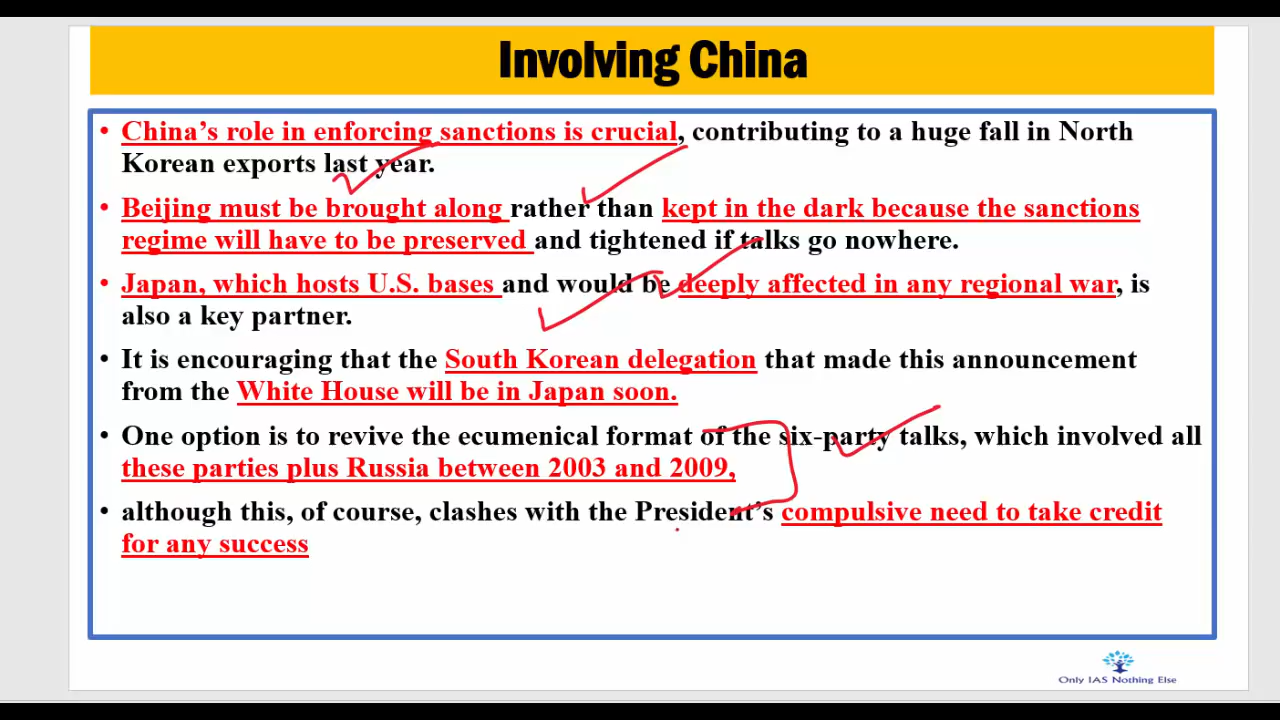 Involving China
• China's role in enforcing sanctions is crucial, contributing to a huge fall in North
Korean exports last year.
• Beijing must be brought along rather than kept in the dark because the sanctions
regime will have to be preserved and tightened if talks go nowhere.
• Japan, which hosts U.S. bases and would be deeply affected in any regional war, is
also a key partner.
• It is encouraging that the South Korean delegation that made this announcement
from the White House will be in Japan soon.
• One option is to revive the ecumenical format of the six-party talks, which involved all
these parties plus Russia between 2003 and 2009,
• although this, of course, clashes with the President's compulsive need to take credit
for any success
Only IAS Nothing Else